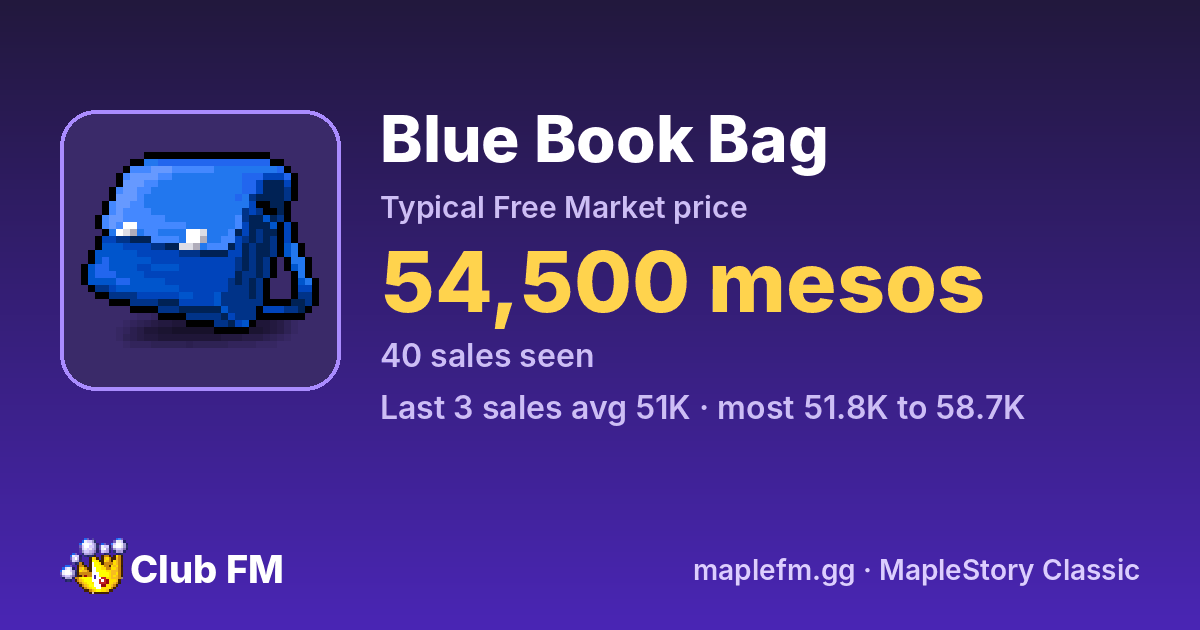 Blue Book Bag
Typical Free Market price
54,500 mesos
40 sales seen
Last 3 sales avg 51K · most 51.8K to 58.7K
Club FM
maplefm.gg · MapleStory Classic